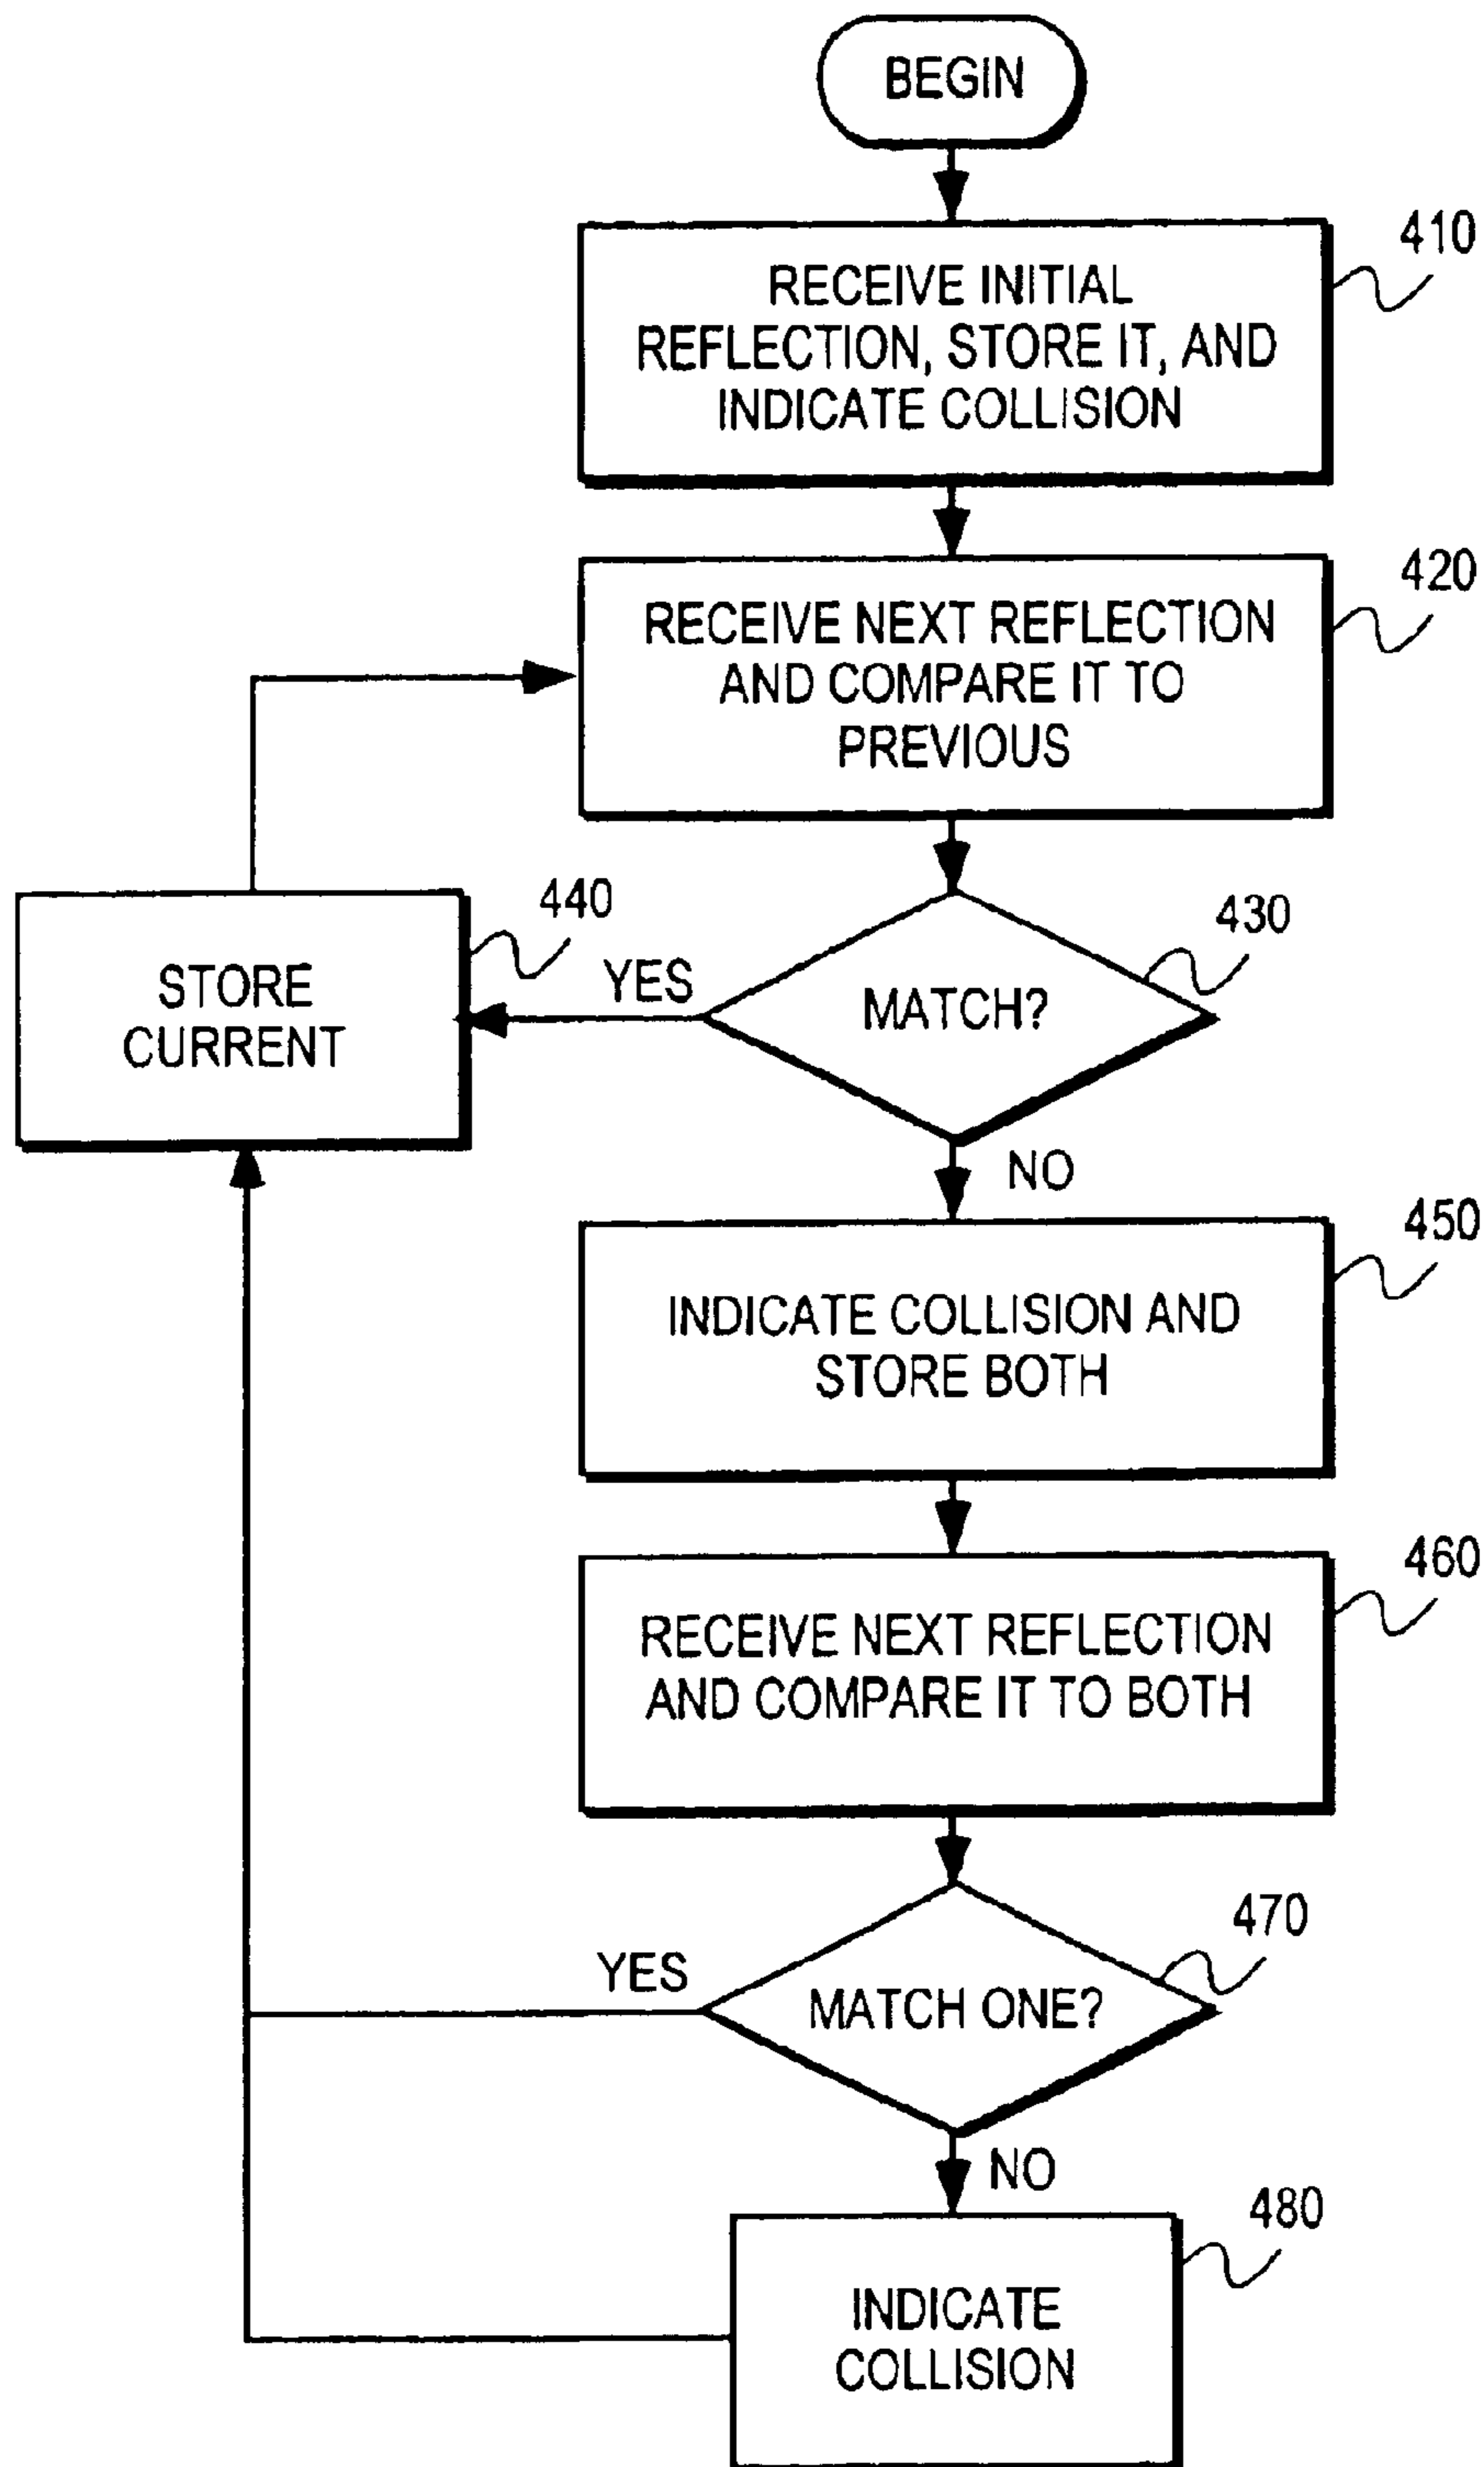 BEGIN
410
RECEIVE INITIAL
REFLECTION, STORE IT, AND
INDICATE COLLISION
420
RECEIVE NEXT REFLECTION
AND COMPARE IT TO
PREVIOUS
440
STORE
CURRENT
YES
430
MATCH?
NO
450
INDICATE COLLISION AND
STORE BOTH
460
RECEIVE NEXT REFLECTION
AND COMPARE IT TO BOTH
470
YES
MATCH ONE?
NO
480
INDICATE
COLLISION